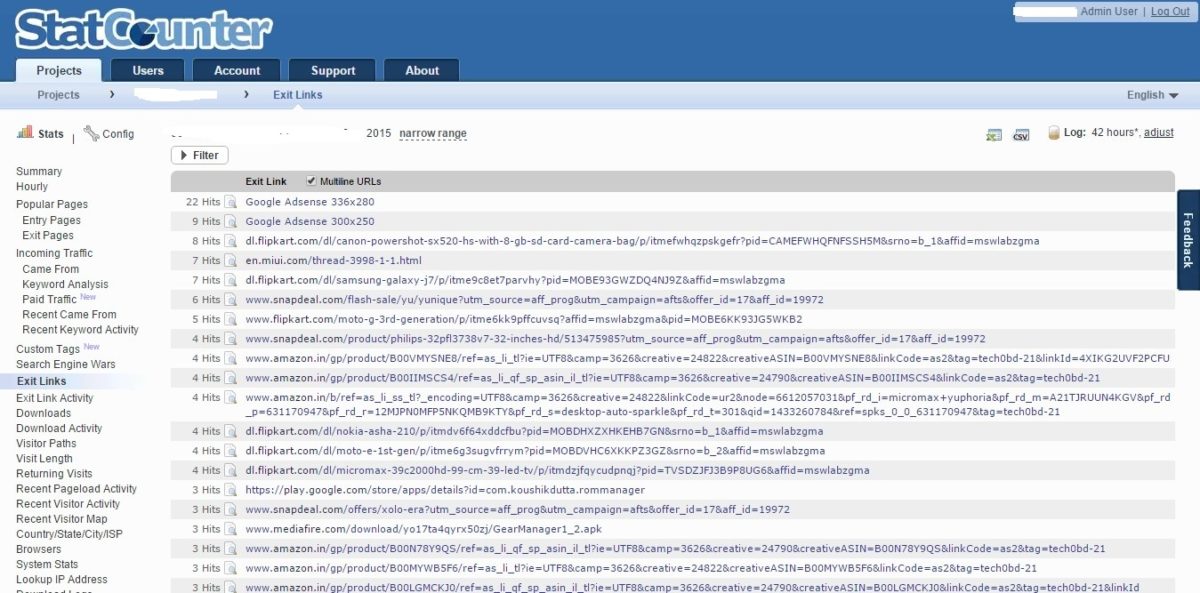 StatCounter
Admin User | Log Out
Projects Users Account Support About
Projects › › Exit Links
English
Stats | Config
2015 narrow range
CSV
Log: 42 hours*, adjust
Filter
Summary
Hourly
Popular Pages
Entry Pages
Exit Pages
Incoming Traffic
Came From
Keyword Analysis
Paid Traffic New
Recent Came From
Recent Keyword Activity
Custom Tags New
Search Engine Wars
Exit Links
Exit Link Activity
Downloads
Download Activity
Visitor Paths
Visit Length
Returning Visits
Recent Pageload Activity
Recent Visitor Activity
Recent Visitor Map
Country/State/City/ISP
Browsers
System Stats
Lookup IP Address
Download Logs
Exit Link Multiline URLs
22 Hits Google Adsense 336x280
9 Hits Google Adsense 300x250
8 Hits dl.flipkart.com/dl/canon-powershot-sx520-hs-with-8-gb-sd-card-camera-bag/p/itmefwhqzpskgefr?pid=CAMEFWHQFNFSSH5M&srno=b_1&affid=mswlabzgma
7 Hits en.miui.com/thread-3998-1-1.html
7 Hits dl.flipkart.com/dl/samsung-galaxy-j7/p/itme9c8et7parvhy?pid=MOBE93GWZDQ4NJ9Z&affid=mswlabzgma
6 Hits www.snapdeal.com/flash-sale/yu/yunique?utm_source=aff_prog&utm_campaign=afts&offer_id=17&aff_id=19972
5 Hits www.flipkart.com/moto-g-3rd-generation/p/itme6kk9pffcuvsq?affid=mswlabzgma&pid=MOBE6KK93JG5WKB2
4 Hits www.snapdeal.com/product/philips-32pfl3738v7-32-inches-hd/513475985?utm_source=aff_prog&utm_campaign=afts&offer_id=17&aff_id=19972
4 Hits www.amazon.in/gp/product/B00VMYSNE8/ref=as_li_tl?ie=UTF8&camp=3626&creative=24822&creativeASIN=B00VMYSNE8&linkCode=as2&tag=tech0bd-21&linkId=4XIKG2UVF2PCFU
4 Hits www.amazon.in/gp/product/B00IIMSCS4/ref=as_li_qf_sp_asin_il_tl?ie=UTF8&camp=3626&creative=24790&creativeASIN=B00IIMSCS4&linkCode=as2&tag=tech0bd-21
4 Hits www.amazon.in/b/ref=as_li_ss_tl?_encoding=UTF8&camp=3626&creative=24822&linkCode=ur2&node=6612057031&pf_rd_i=micromax+yuphoria&pf_rd_m=A21TJRUUN4KGV&pf_rd
_p=631170947&pf_rd_r=12MJPN0MFP5NKQMB9KTY&pf_rd_s=desktop-auto-sparkle&pf_rd_t=301&qid=1433260784&ref=spks_0_0_631170947&tag=tech0bd-21
4 Hits dl.flipkart.com/dl/nokia-asha-210/p/itmdv6f64xddcfbu?pid=MOBDHXZXHKEHB7GN&srno=b_1&affid=mswlabzgma
4 Hits dl.flipkart.com/dl/moto-e-1st-gen/p/itme6g3sugvfrrym?pid=MOBDVHC6XKKPZ3GZ&srno=b_2&affid=mswlabzgma
4 Hits dl.flipkart.com/dl/micromax-39c2000hd-99-cm-39-led-tv/p/itmdzjfqycudpnqj?pid=TVSDZJFJ3B9P8UG6&affid=mswlabzgma
3 Hits https://play.google.com/store/apps/details?id=com.koushikdutta.rommanager
3 Hits www.snapdeal.com/offers/xolo-era?utm_source=aff_prog&utm_campaign=afts&offer_id=17&aff_id=19972
3 Hits www.mediafire.com/download/yo17ta4qyrx50zj/GearManager1_2.apk
3 Hits www.amazon.in/gp/product/B00N78Y9QS/ref=as_li_qf_sp_asin_il_tl?ie=UTF8&camp=3626&creative=24790&creativeASIN=B00N78Y9QS&linkCode=as2&tag=tech0bd-21
3 Hits www.amazon.in/gp/product/B00MYWB5F6/ref=as_li_tl?ie=UTF8&camp=3626&creative=24822&creativeASIN=B00MYWB5F6&linkCode=as2&tag=tech0bd-21
3 Hits www.amazon.in/gp/product/B00LGMCKJ0/ref=as_li_qf_sp_asin_il_tl?ie=UTF8&camp=3626&creative=24790&creativeASIN=B00LGMCKJ0&linkCode=as2&tag=tech0bd-21&linkId
Feedback